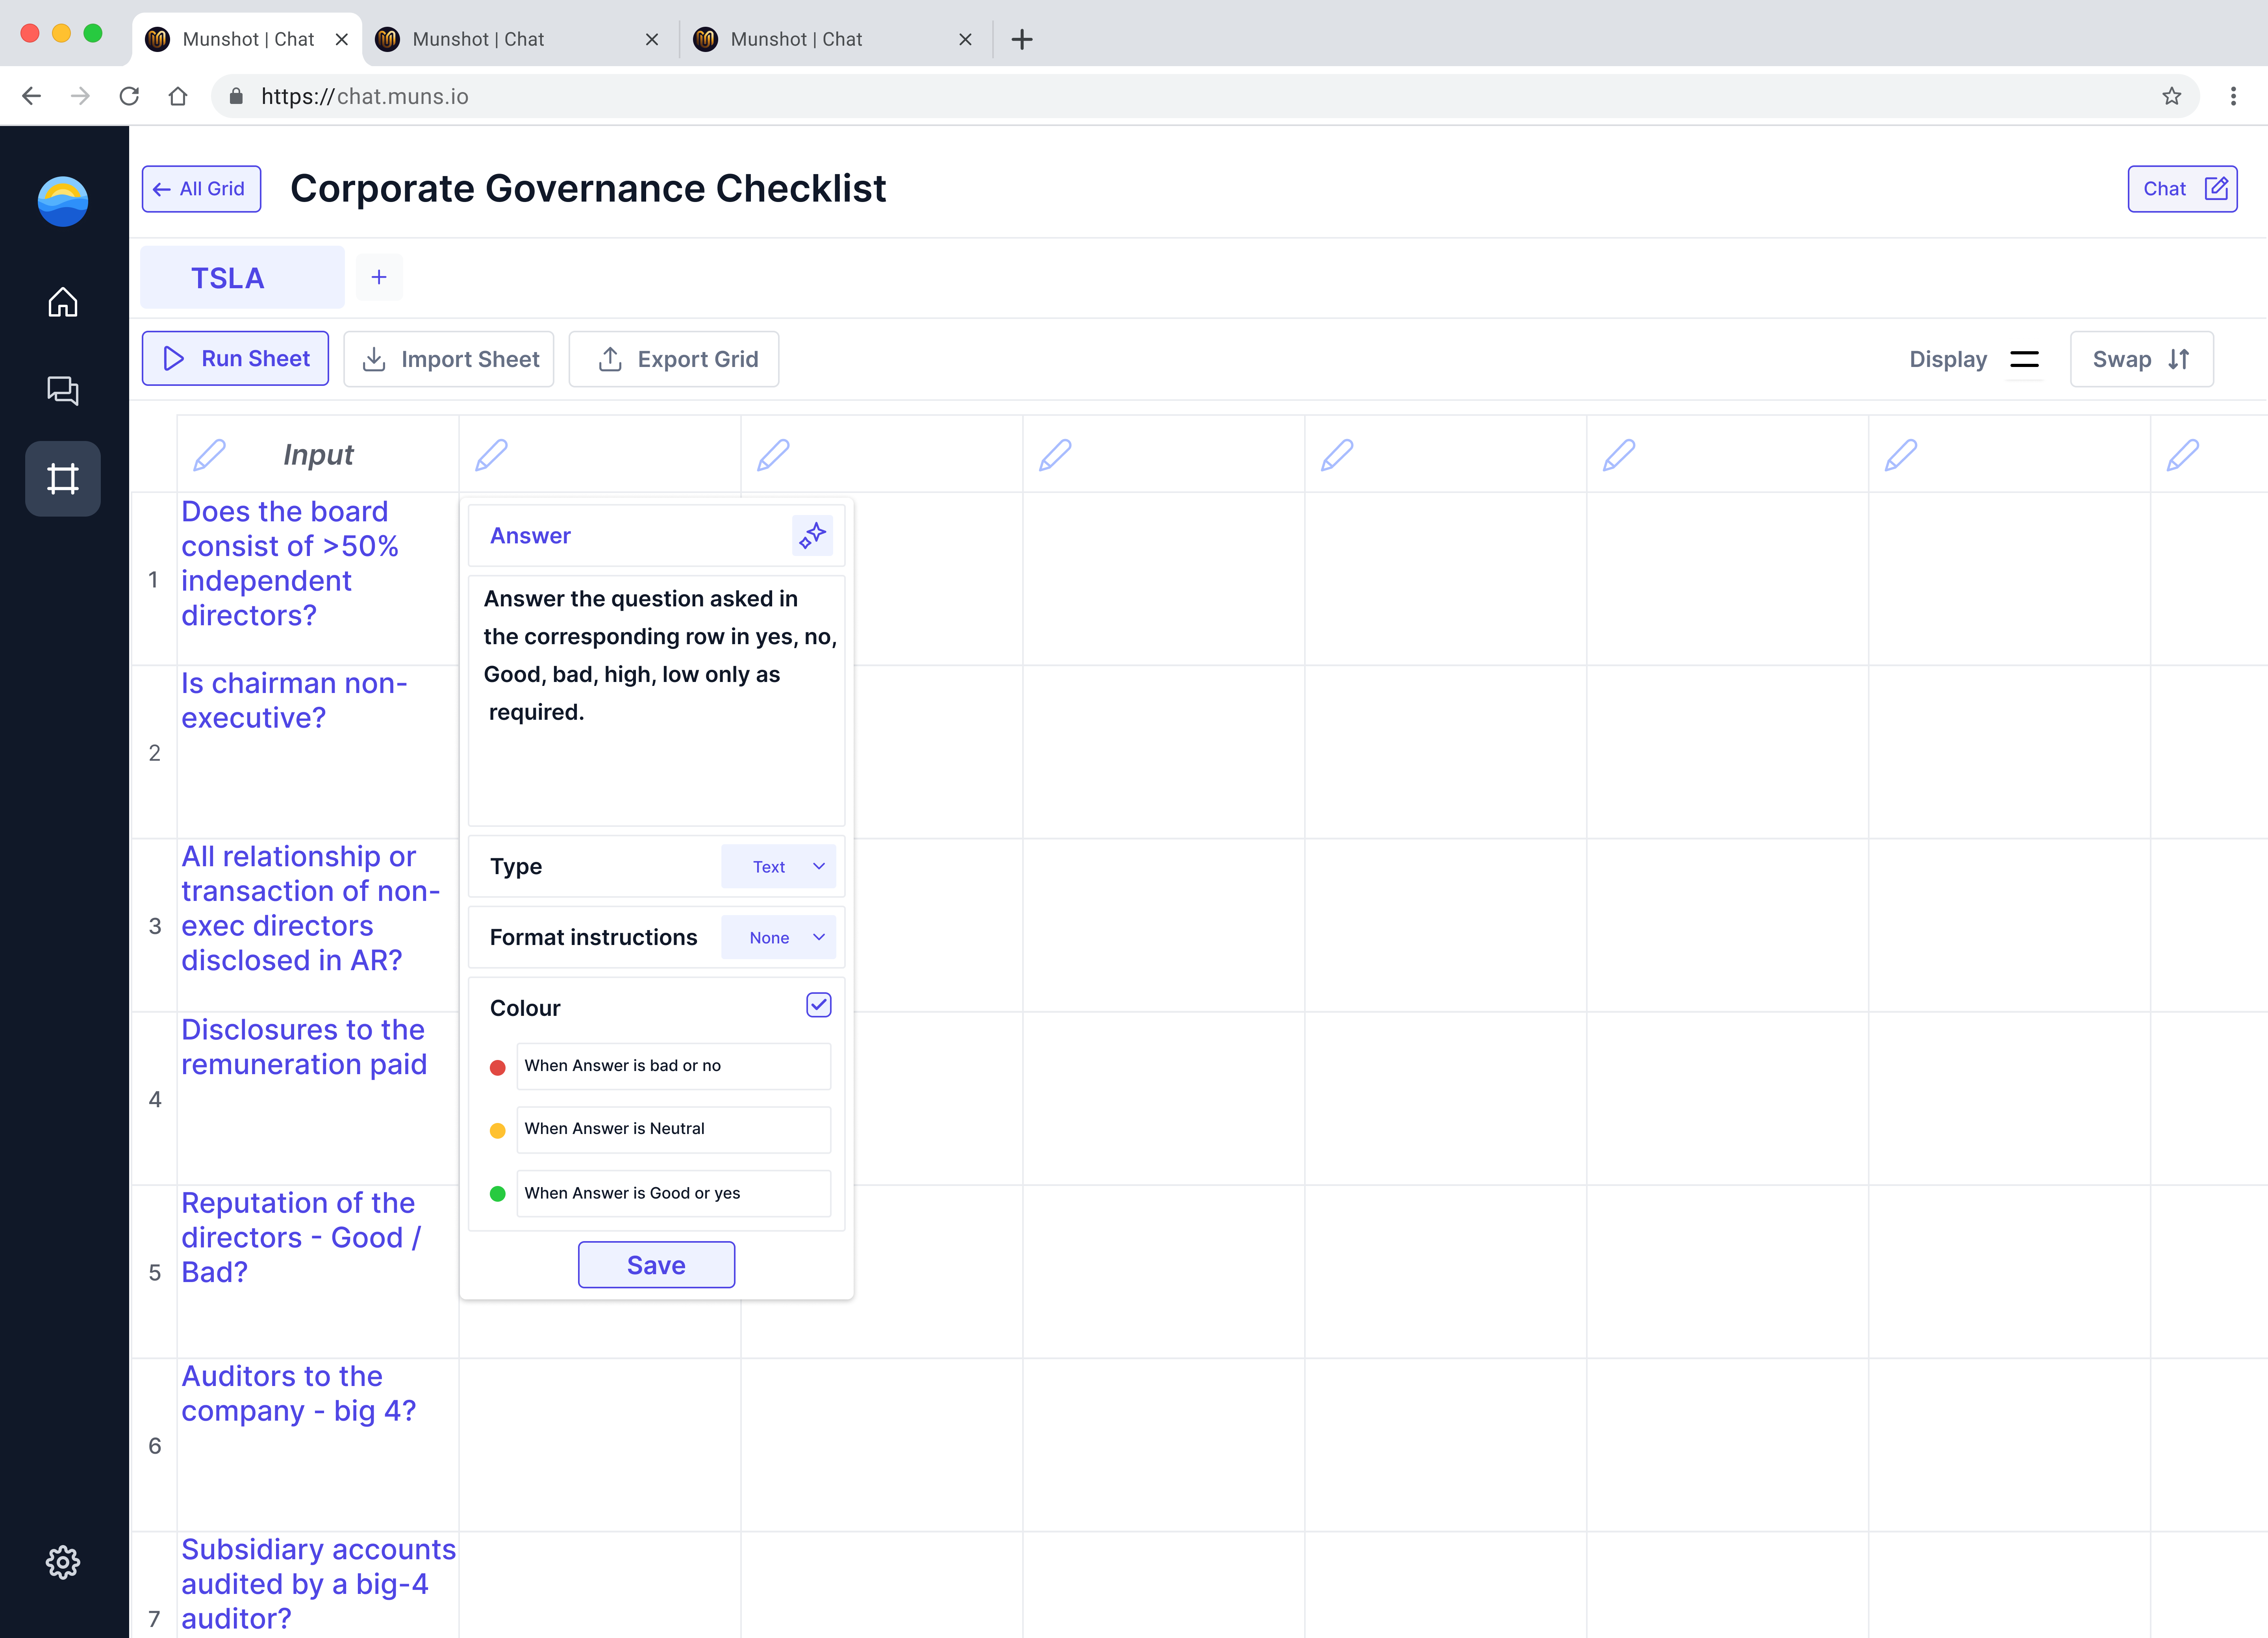 Munshot | Chat
Munshot | Chat
Munshot | Chat
https://chat.muns.io
All Grid
Corporate Governance Checklist
Chat
TSLA
+
Run Sheet
Import Sheet
Export Grid
Display
Swap
Input
1
Does the board
consist of >50%
independent
directors?
2
Is chairman non-
executive?
3
All relationship or
transaction of non-
exec directors
disclosed in AR?
4
Disclosures to the
remuneration paid
5
Reputation of the
directors - Good /
Bad?
6
Auditors to the
company - big 4?
7
Subsidiary accounts
audited by a big-4
auditor?
Answer
Answer the question asked in
the corresponding row in yes, no,
Good, bad, high, low only as
required.
Type
Text
Format instructions
None
Colour
When Answer is bad or no
When Answer is Neutral
When Answer is Good or yes
Save